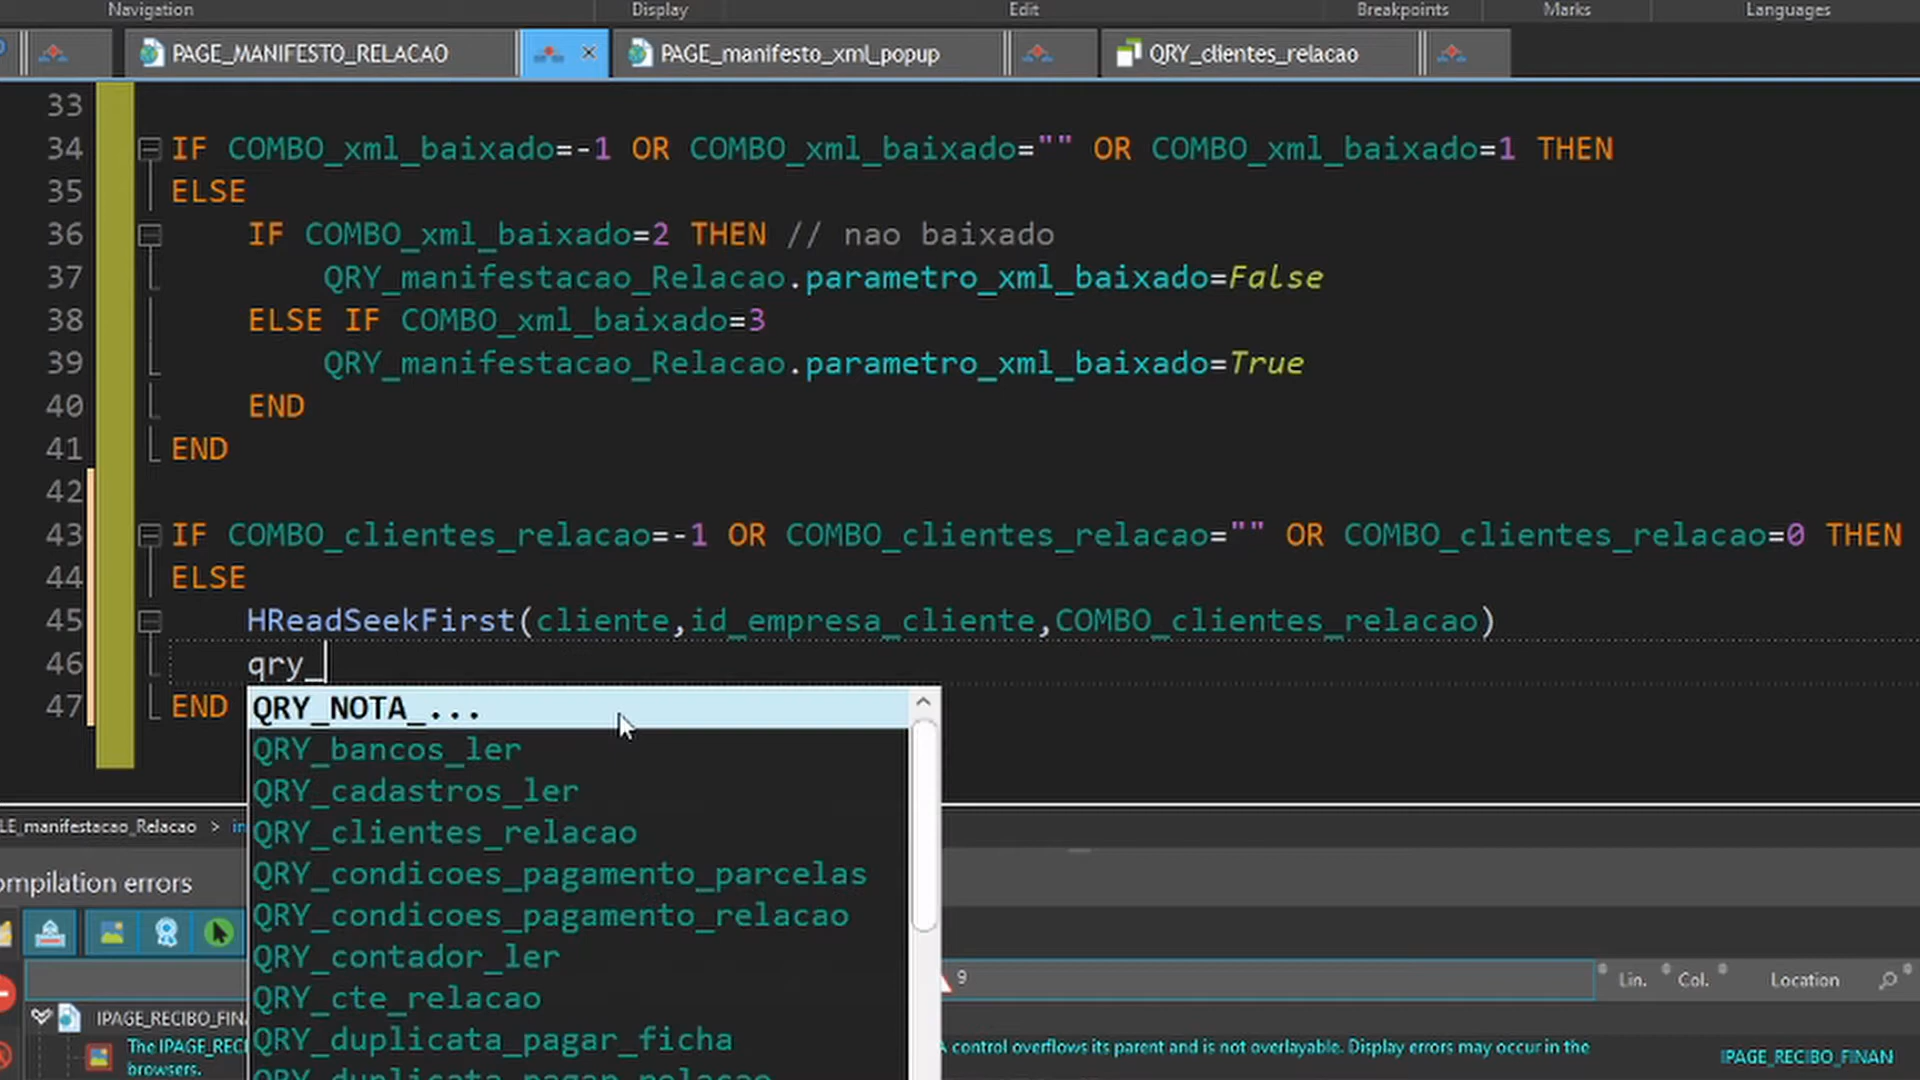 Navigation Display Edit Breakpoints Marks Languages
PAGE_MANIFESTO_RELACAO PAGE_manifesto_xml_popup QRY_clientes_relacao
33
34 IF COMBO_xml_baixado=-1 OR COMBO_xml_baixado="" OR COMBO_xml_baixado=1 THEN
35 ELSE
36 IF COMBO_xml_baixado=2 THEN // nao baixado
37 QRY_manifestacao_Relacao.parametro_xml_baixado=False
38 ELSE IF COMBO_xml_baixado=3
39 QRY_manifestacao_Relacao.parametro_xml_baixado=True
40 END
41 END
42
43 IF COMBO_clientes_relacao=-1 OR COMBO_clientes_relacao="" OR COMBO_clientes_relacao=0 THEN
44 ELSE
45 HReadSeekFirst(cliente,id_empresa_cliente,COMBO_clientes_relacao)
46 qry_
47 END
QRY_NOTA_...
QRY_bancos_ler
QRY_cadastros_ler
QRY_clientes_relacao
QRY_condicoes_pagamento_parcelas
QRY_condicoes_pagamento_relacao
QRY_contador_ler
QRY_cte_relacao
QRY_duplicata_pagar_ficha
QRY_duplicata_pagar_relacao
LE_manifestacao_Relacao > in
ompilation errors
9 Lin. Col. Location
IPAGE_RECIBO_FINA
The IPAGE_REC A control overflows its parent and is not overlayable. Display errors may occur in the IPAGE_RECIBO_FINAN
browsers.